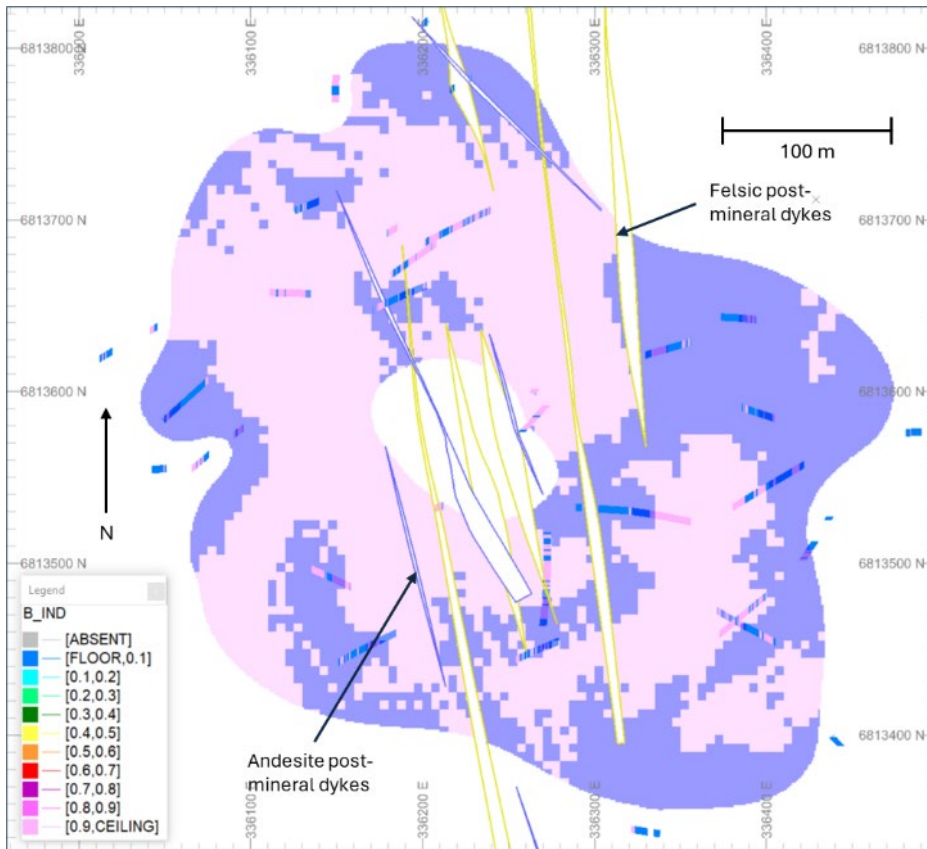 336100 E
336200 E
336300 E
336400 E
6813800 N
6813800 N
100 m
Felsic post-
mineral dykes
6813700 N
6813700 N
6813600 N
6813600 N
N
6813500 N
6813500 N
Legend
B_IND
[ABSENT]
[FLOOR,0.1]
[0.1,0.2]
[0.2,0.3]
[0.3,0.4]
[0.4,0.5]
[0.5,0.6]
[0.6,0.7]
[0.7,0.8]
[0.8,0.9]
[0.9,CEILING]
6813400 N
Andesite post-
mineral dykes
336100 E
336200 E
336300 E
336400 E